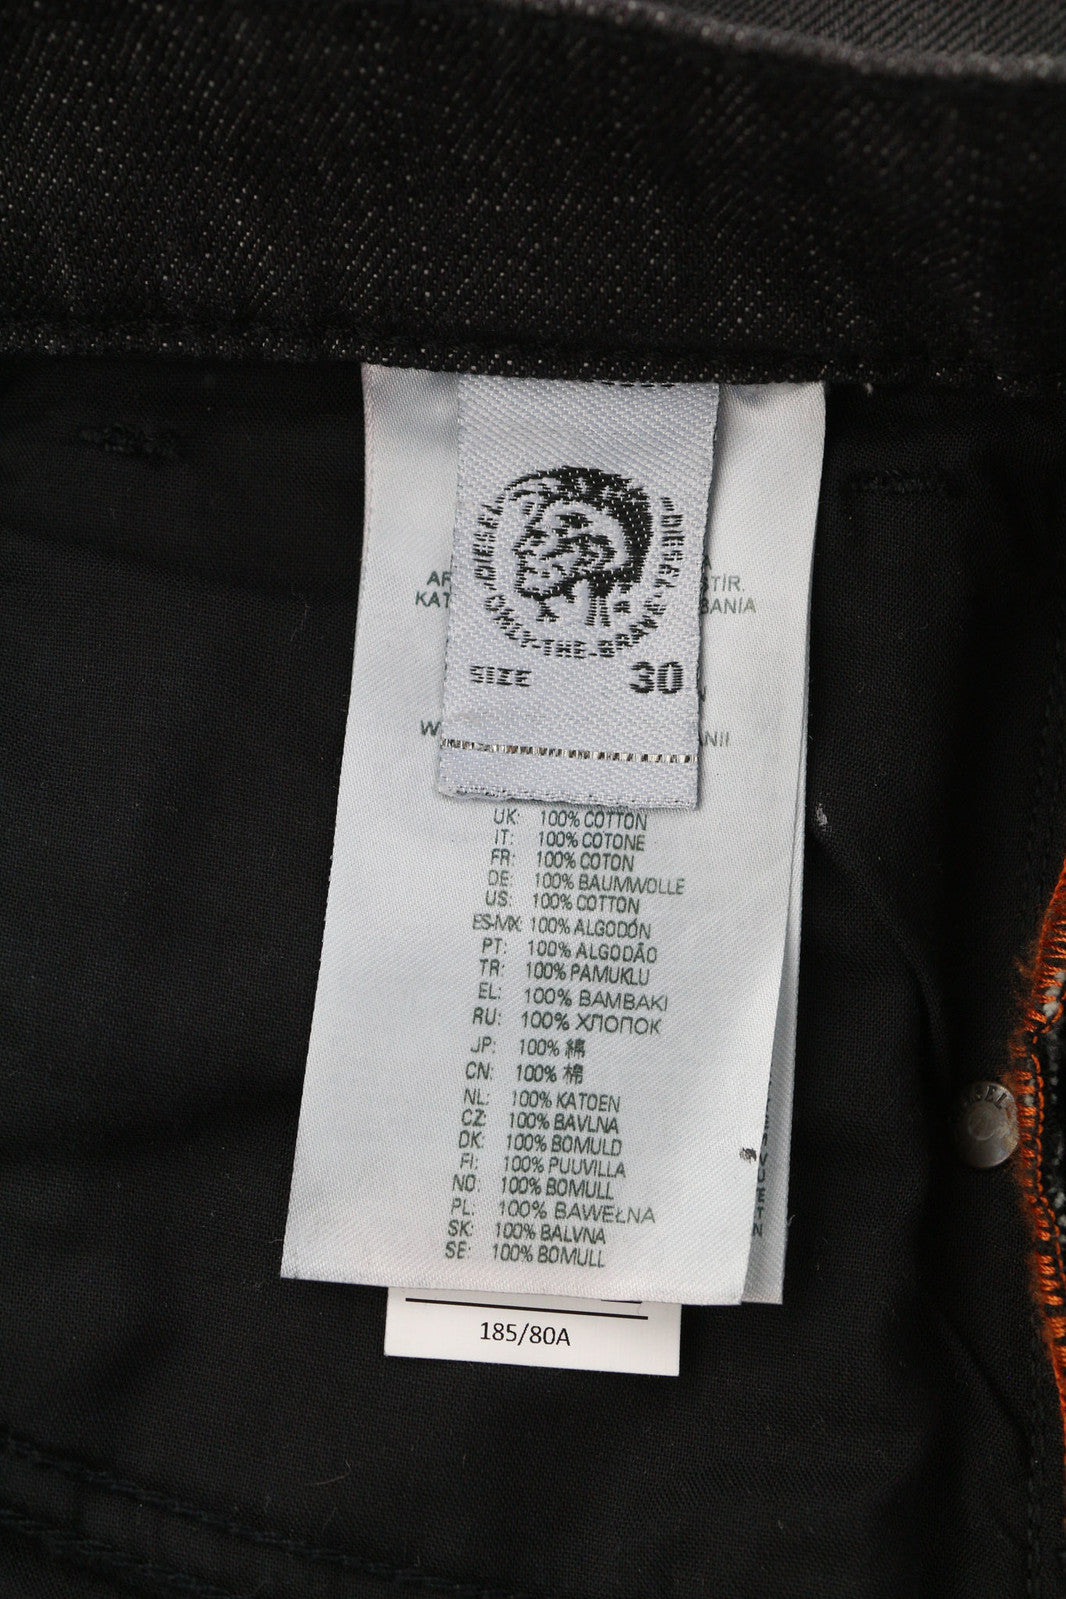 DIESEL
DIESEL
ONLY-THE-BRAVE
SIZE 30
UK: 100% COTTON
IT: 100% COTONE
FR: 100% COTON
DE: 100% BAUMWOLLE
US: 100% COTTON
ES-MX: 100% ALGODÓN
PT: 100% ALGODÃO
TR: 100% PAMUKLU
EL: 100% BAMBAKI
RU: 100% ХЛОПОК
JP: 100% 綿
CN: 100% 棉
NL: 100% KATOEN
CZ: 100% BAVLNA
DK: 100% BOMULD
FI: 100% PUUVILLA
NO: 100% BOMULL
PL: 100% BAWEŁNA
SK: 100% BALVNA
SE: 100% BOMULL
185/80A